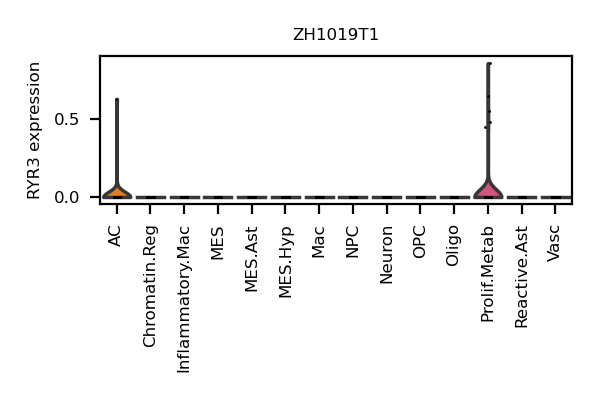 ZH1019T1
RYR3 expression
0.5
0.0
AC
Chromatin.Reg
Inflammatory.Mac
MES
MES.Ast
MES.Hyp
Mac
NPC
Neuron
OPC
Oligo
Prolif.Metab
Reactive.Ast
Vasc